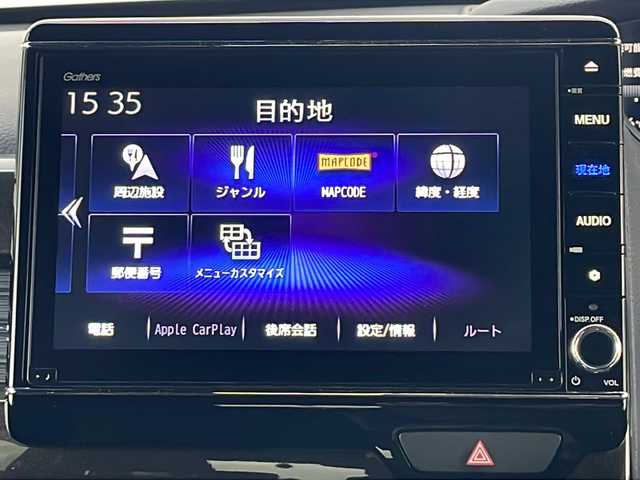 Gathers
15 35
目的地
周辺施設
ジャンル
MAPCODE
MAPCODE
緯度・経度
郵便番号
メニューカスタマイズ
電話
Apple CarPlay
後席会話
設定/情報
ルート
MENU
現在地
AUDIO
DISP.OFF
VOL